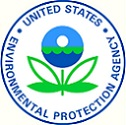 UNITED STATES
ENVIRONMENTAL PROTECTION AGENCY